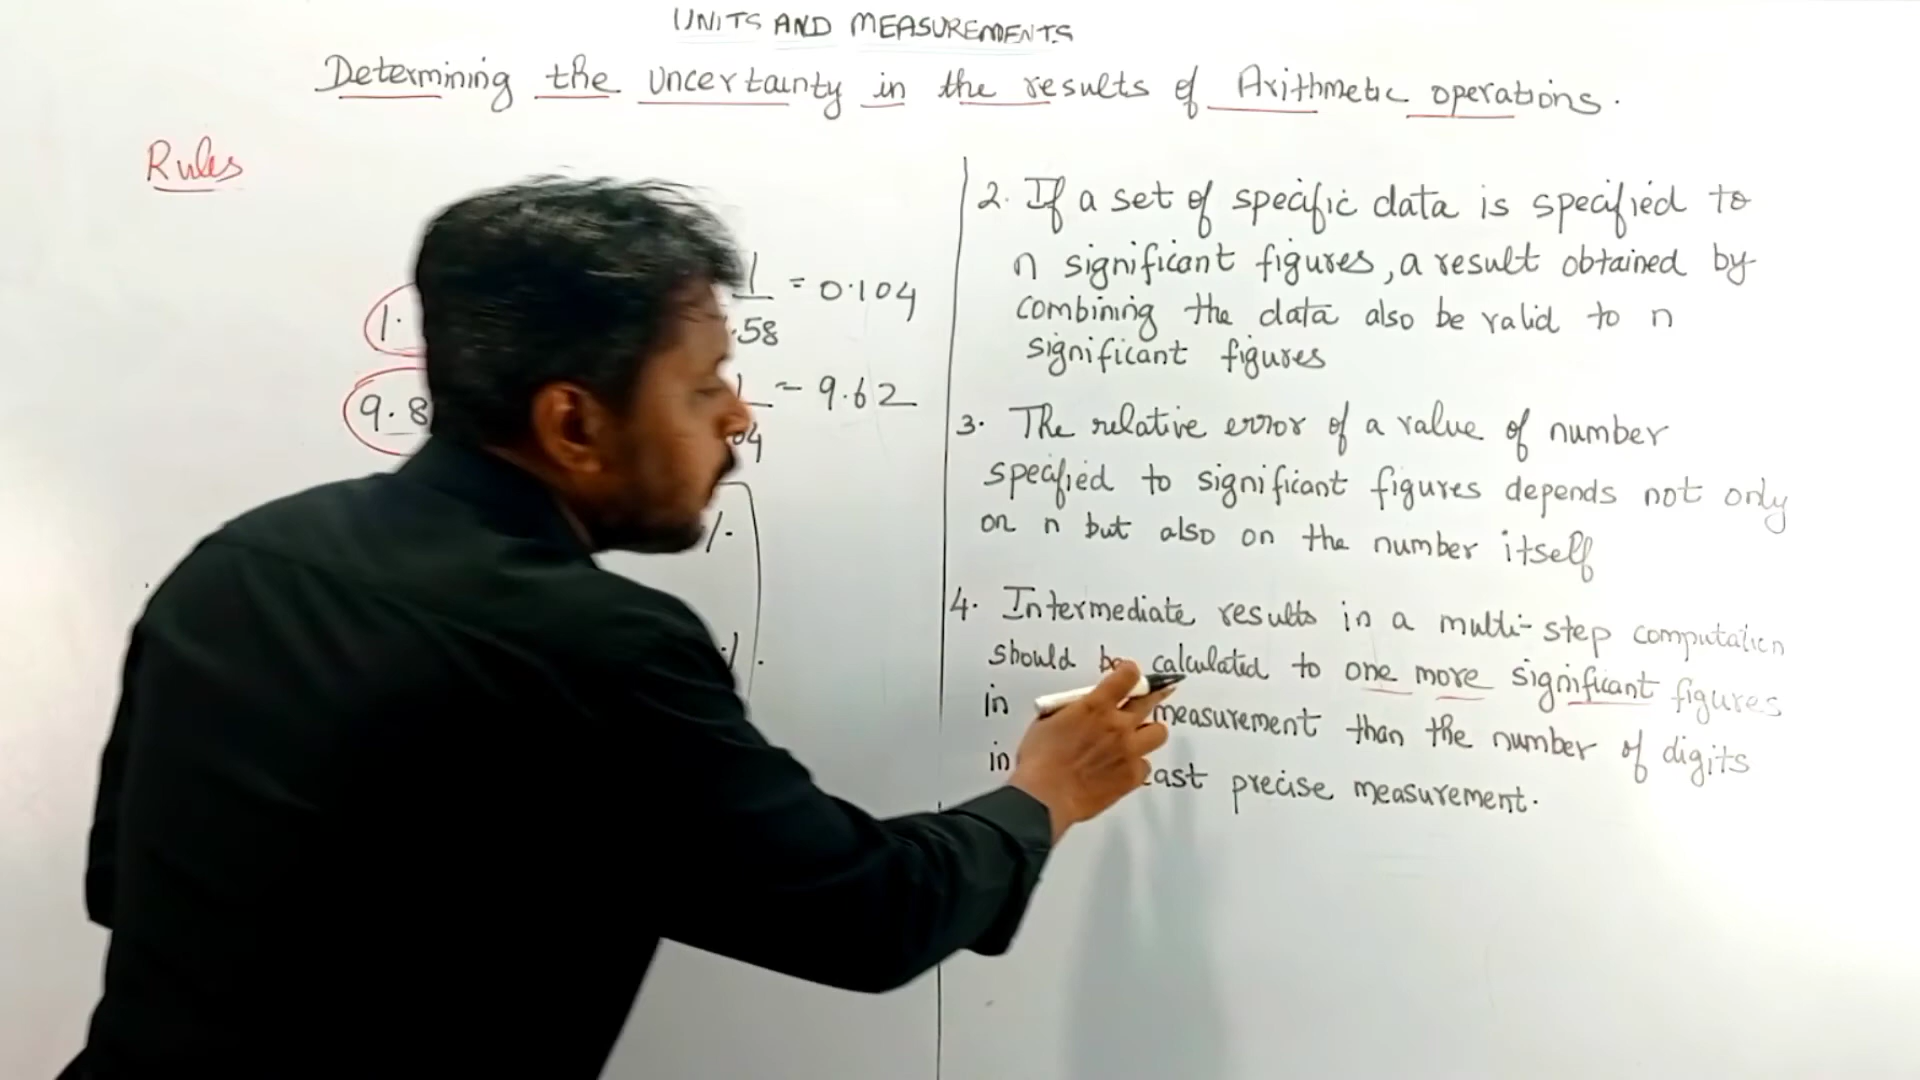 UNITS AND MEASUREMENTS
Determining the uncertainty in the results of Arithmetic operations.
Rules
1.
1
.58
= 0.104
9.8
1
04
= 9.62
2. If a set of specific data is specified to
n significant figures, a result obtained by
combining the data also be valid to n
significant figures
3. The relative error of a value of number
specified to significant figures depends not only
on n but also on the number itself
4. Intermediate results in a multi-step computation
should be calculated to one more significant figures
in measurement than the number of digits
in precise measurement.